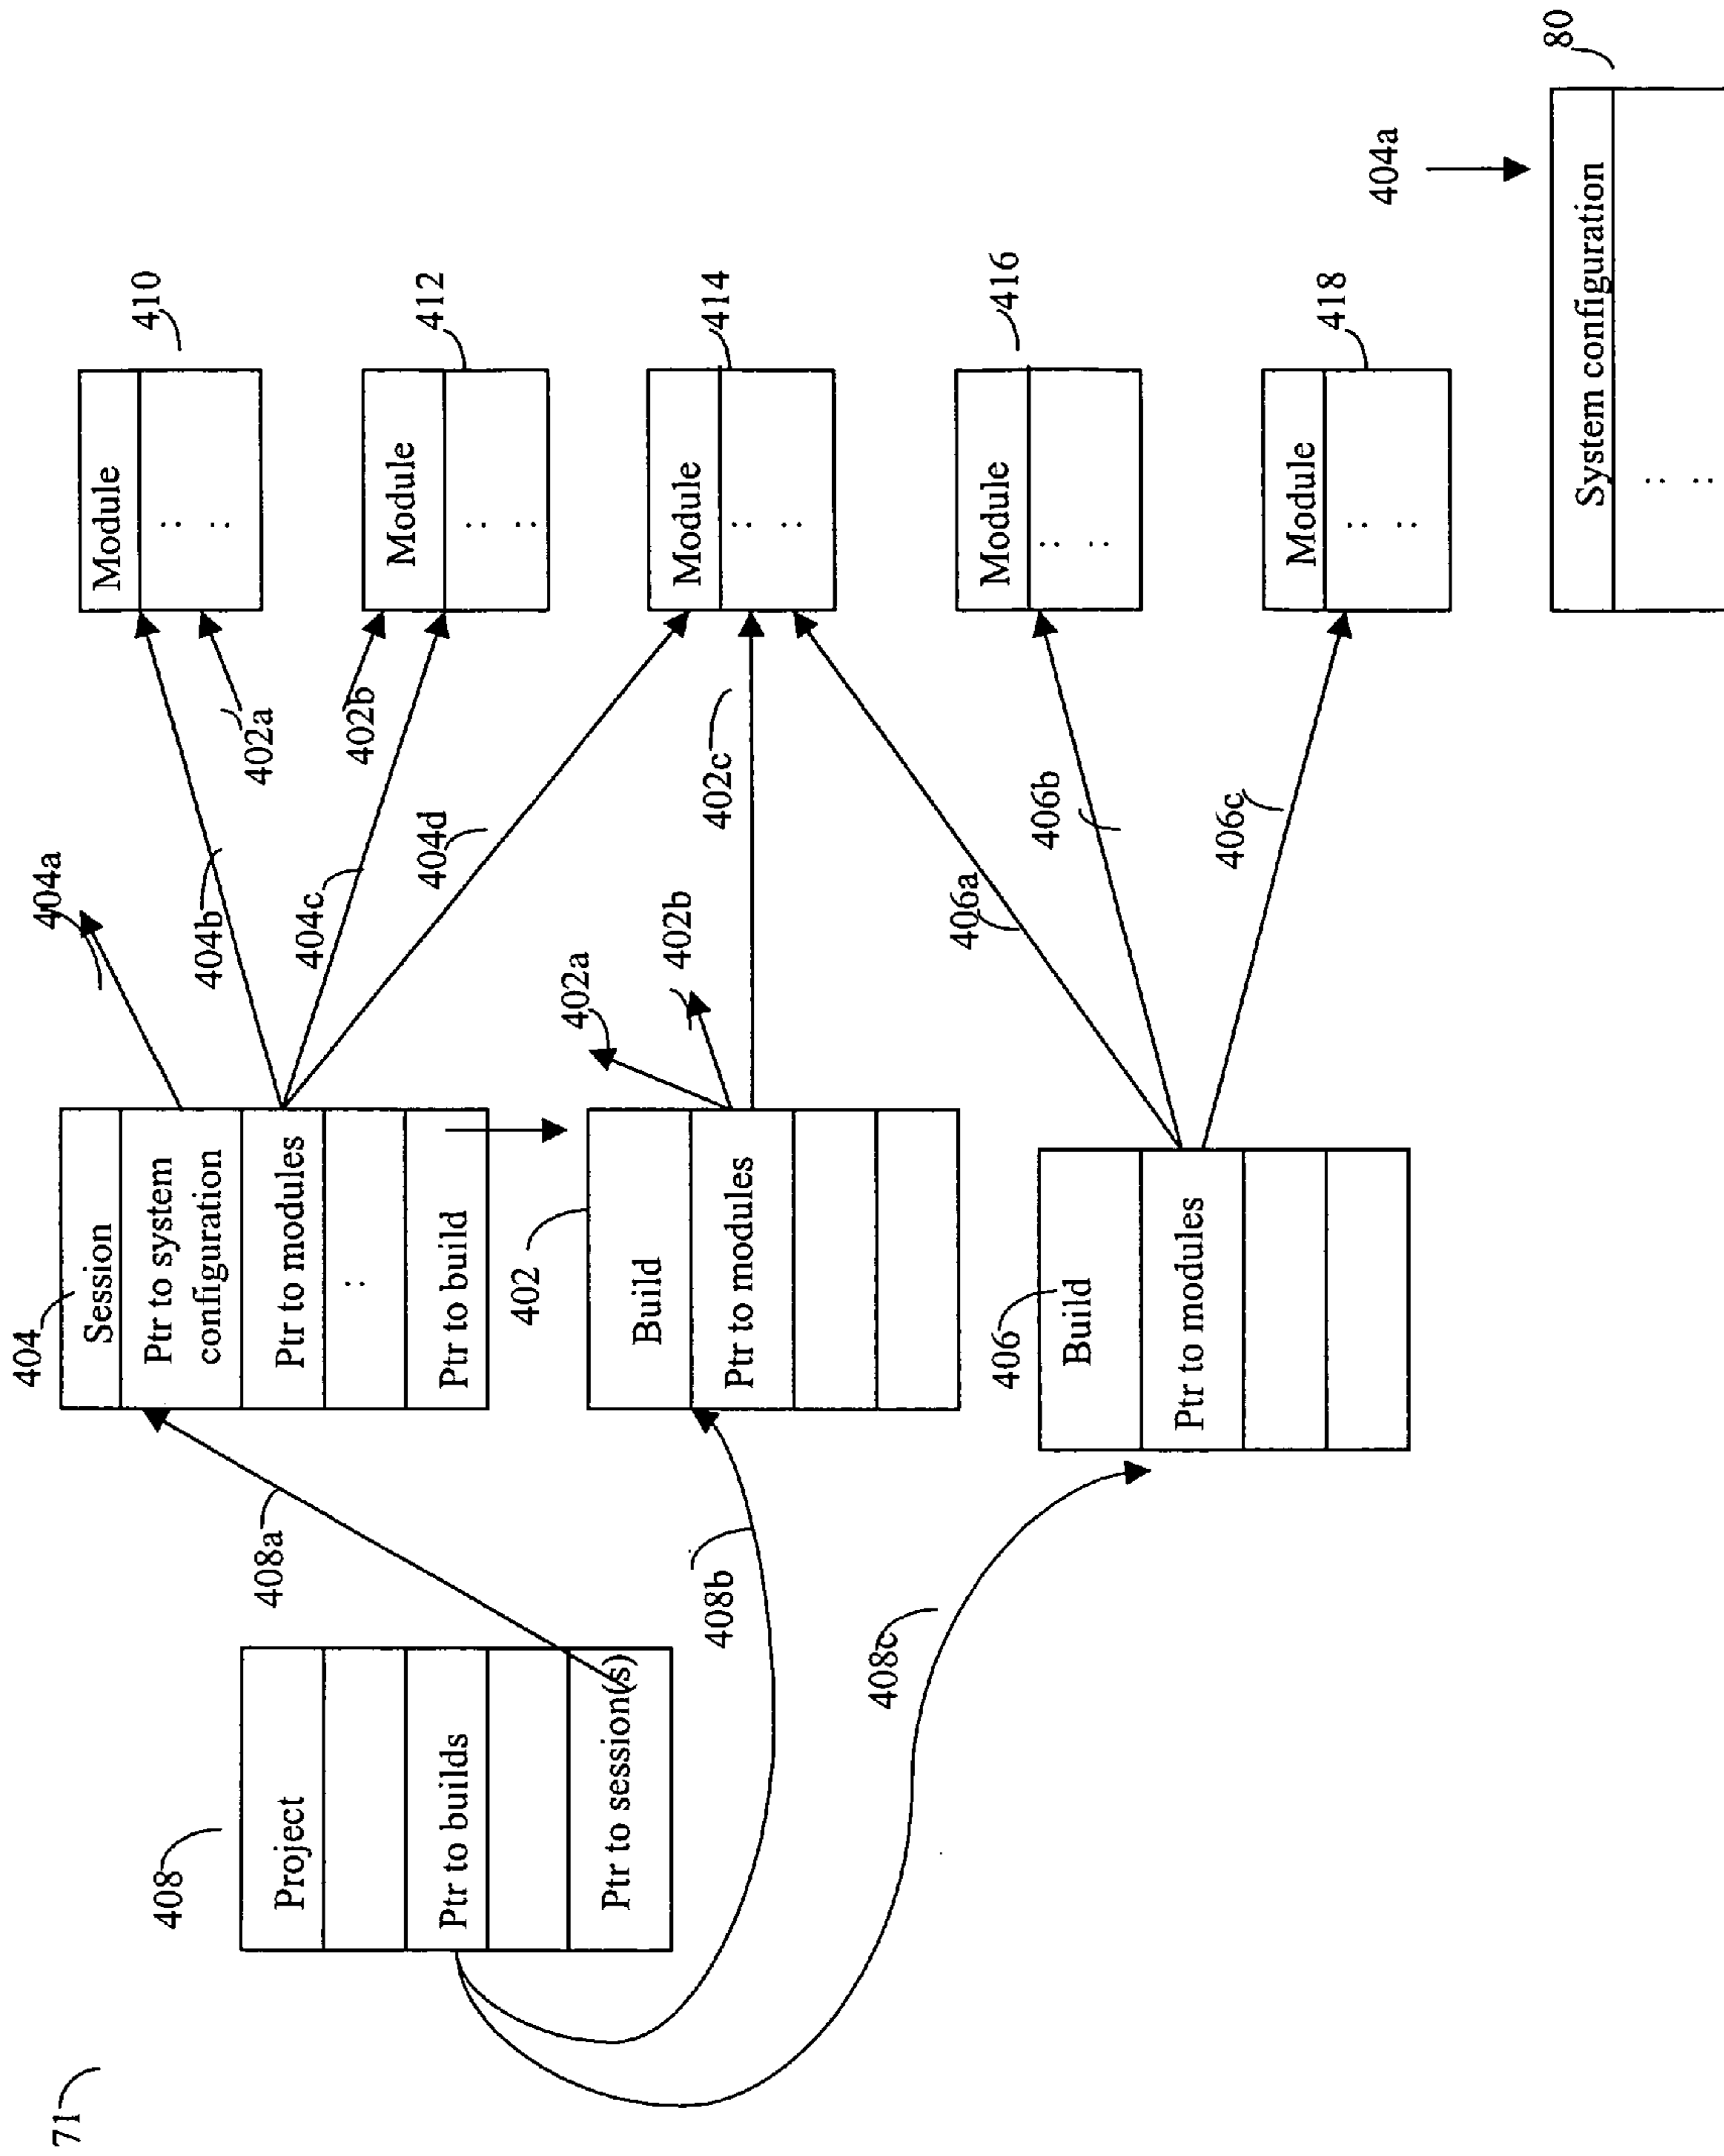 71
408
Project
Ptr to builds
Ptr to session(s)
408a
408b
408c
404
Session
Ptr to system
configuration
Ptr to modules
:
Ptr to build
402
Build
Ptr to modules
406
Build
Ptr to modules
404a
404b
404c
404d
402a
402b
402c
406a
406b
406c
402a
402b
Module
: :
410
Module
: :
412
Module
: :
414
Module
: :
416
Module
: :
418
404a
80
System configuration
: :